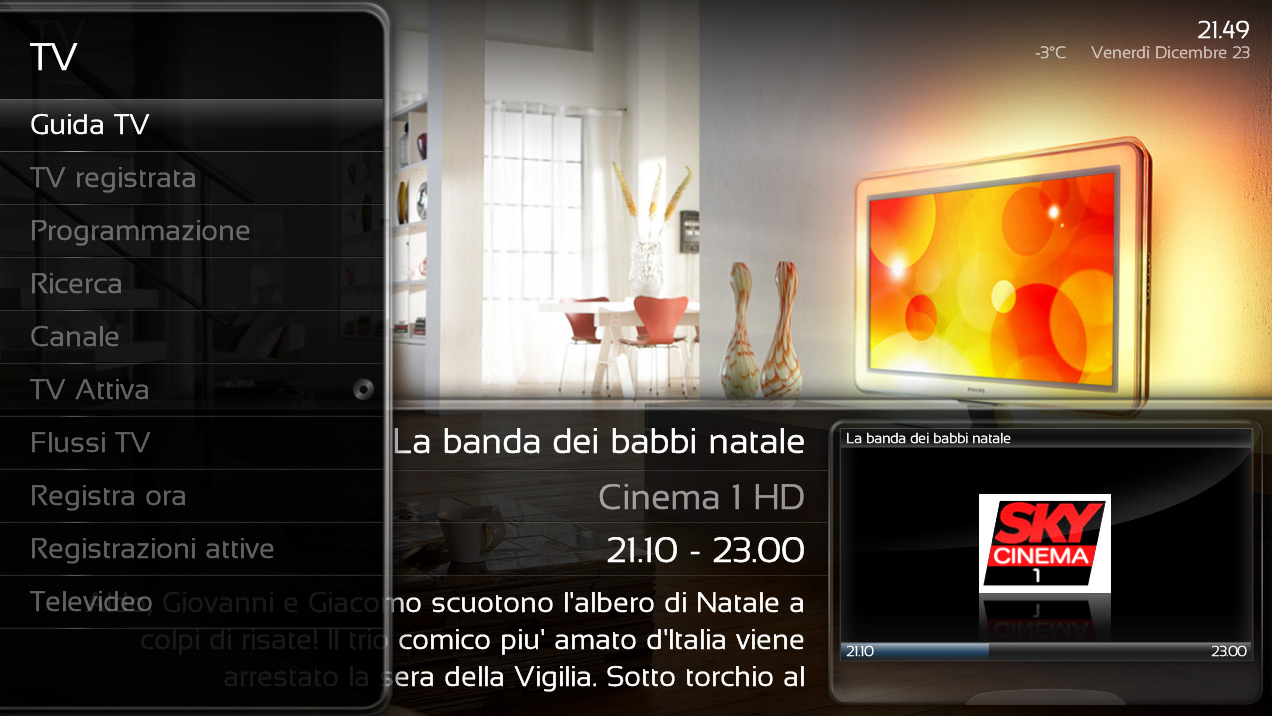 TV
21.49
-3°C Venerdì Dicembre 23
Guida TV
TV registrata
Programmazione
Ricerca
Canale
TV Attiva
Flussi TV
Registra ora
Registrazioni attive
Televideo
La banda dei babbi natale
Cinema 1 HD
21.10 - 23.00
Aldo, Giovanni e Giacomo scuotono l'albero di Natale a
colpi di risate! Il trio comico piu' amato d'Italia viene
arrestato la sera della Vigilia. Sotto torchio al
La banda dei babbi natale
SKY
CINEMA
1
21.10 23.00